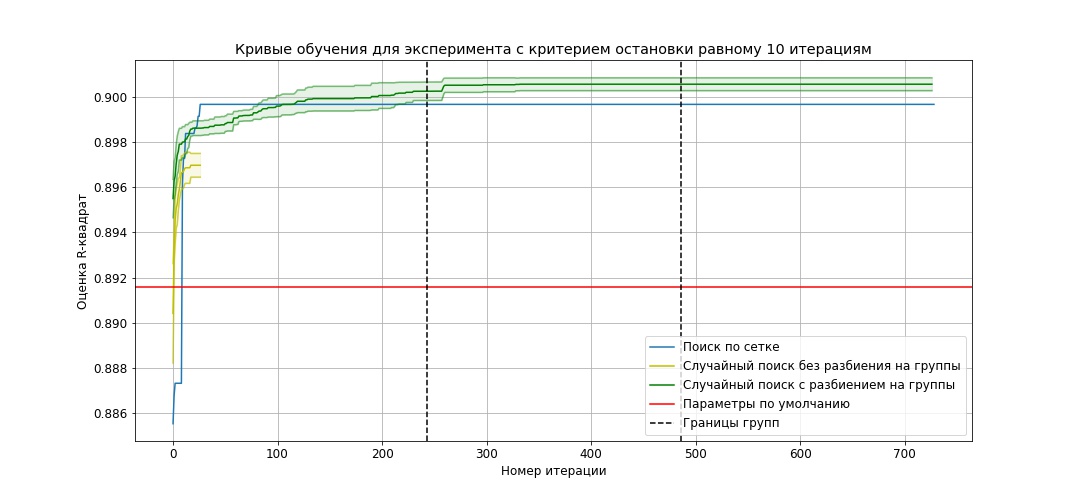 Кривые обучения для эксперимента с критерием остановки равному 10 итерациям
Оценка R-квадрат
0.900
0.898
0.896
0.894
0.892
0.890
0.888
0.886
Поиск по сетке
Случайный поиск без разбиения на группы
Случайный поиск с разбиением на группы
Параметры по умолчанию
Границы групп
0 100 200 300 400 500 600 700
Номер итерации